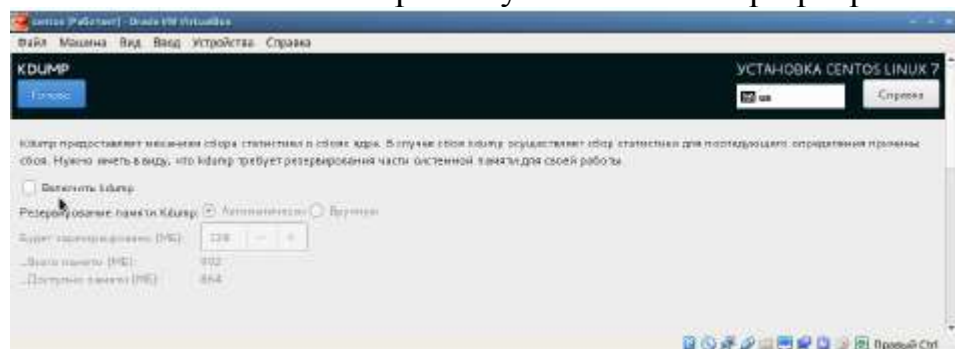 centos [Работает] - Oracle VM VirtualBox
Файл Машина Вид Ввод Устройства Справка
KDUMP
УСТАНОВКА CENTOS LINUX 7
Готово
us
Справка
Kdump предоставляет механизм сбора статистики о сбоях ядра. В случае сбоя kdump осуществляет сбор статистики для последующего определения причины
сбоя. Нужно иметь в виду, что kdump требует резервирования части системной памяти для своей работы.
Включить kdump
Резервирование памяти Kdump: Автоматически Вручную
Будет зарезервировано (МБ):
Всего памяти (МБ):
Доступно памяти (МБ): 864
Правый Ctrl